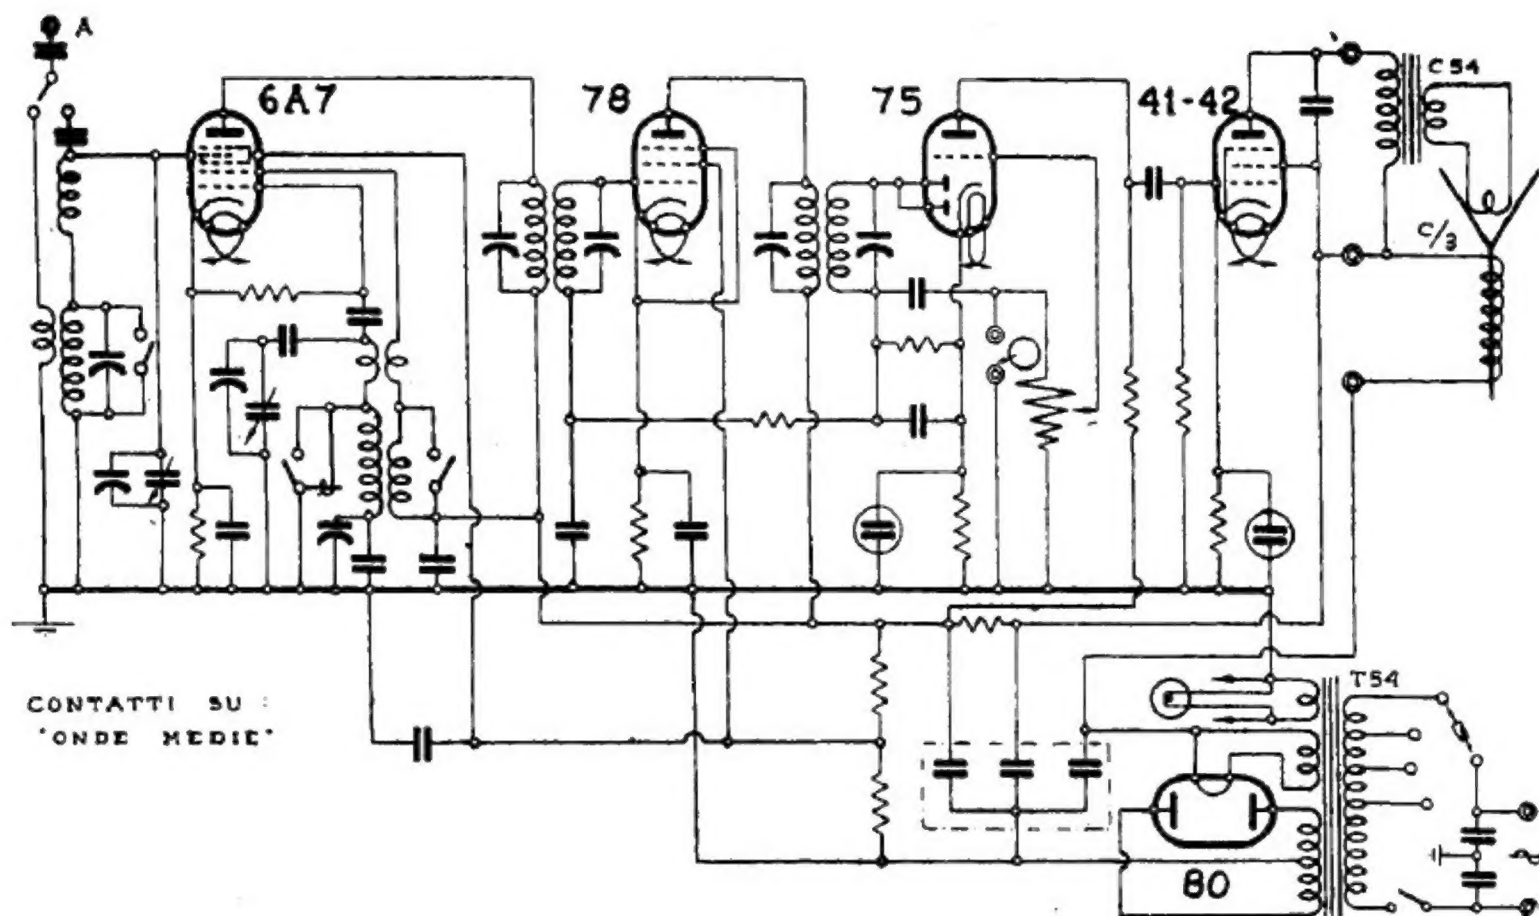 A
6A7
78
75
41-42
C54
C/3
T54
CONTATTI SU :
"ONDE MEDIE"
80